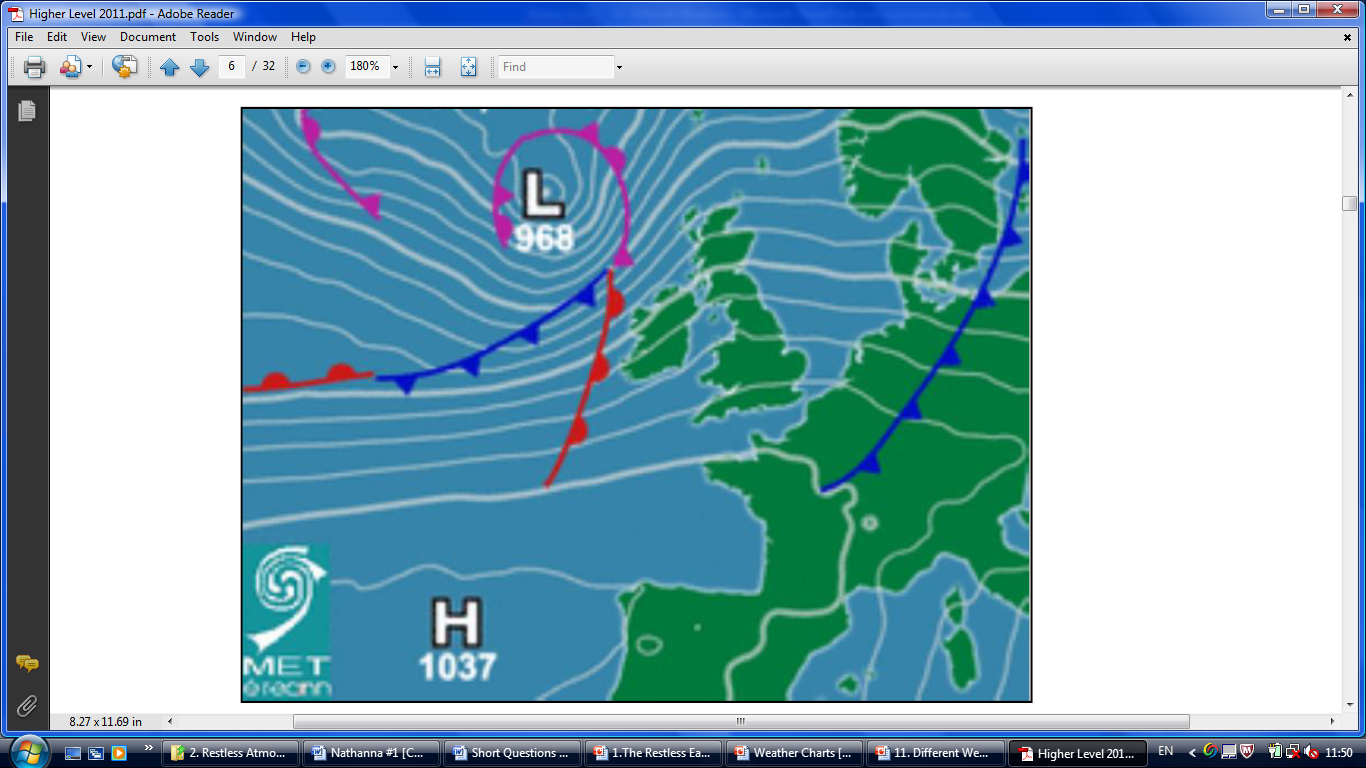 Higher Level 2011.pdf - Adobe Reader
File Edit View Document Tools Window Help
6 / 32 180% Find
L
968
H
1037
MET
éireann
8.27 x 11.69 in
2. Restless Atmo... Nathanna #1 [C... Short Questions ... 1.The Restless Ea... Weather Charts [... 11. Different We... Higher Level 201... EN 11:50